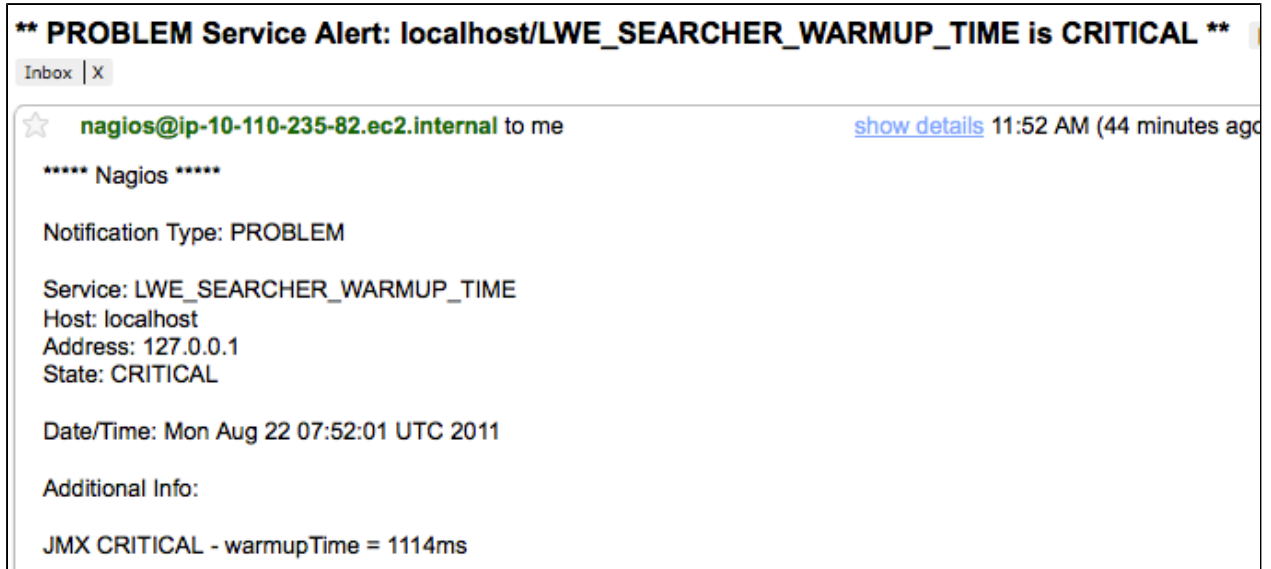 ** PROBLEM Service Alert: localhost/LWE_SEARCHER_WARMUP_TIME is CRITICAL **
Inbox | X
nagios@ip-10-110-235-82.ec2.internal to me show details 11:52 AM (44 minutes ago
***** Nagios *****
Notification Type: PROBLEM
Service: LWE_SEARCHER_WARMUP_TIME
Host: localhost
Address: 127.0.0.1
State: CRITICAL
Date/Time: Mon Aug 22 07:52:01 UTC 2011
Additional Info:
JMX CRITICAL - warmupTime = 1114ms